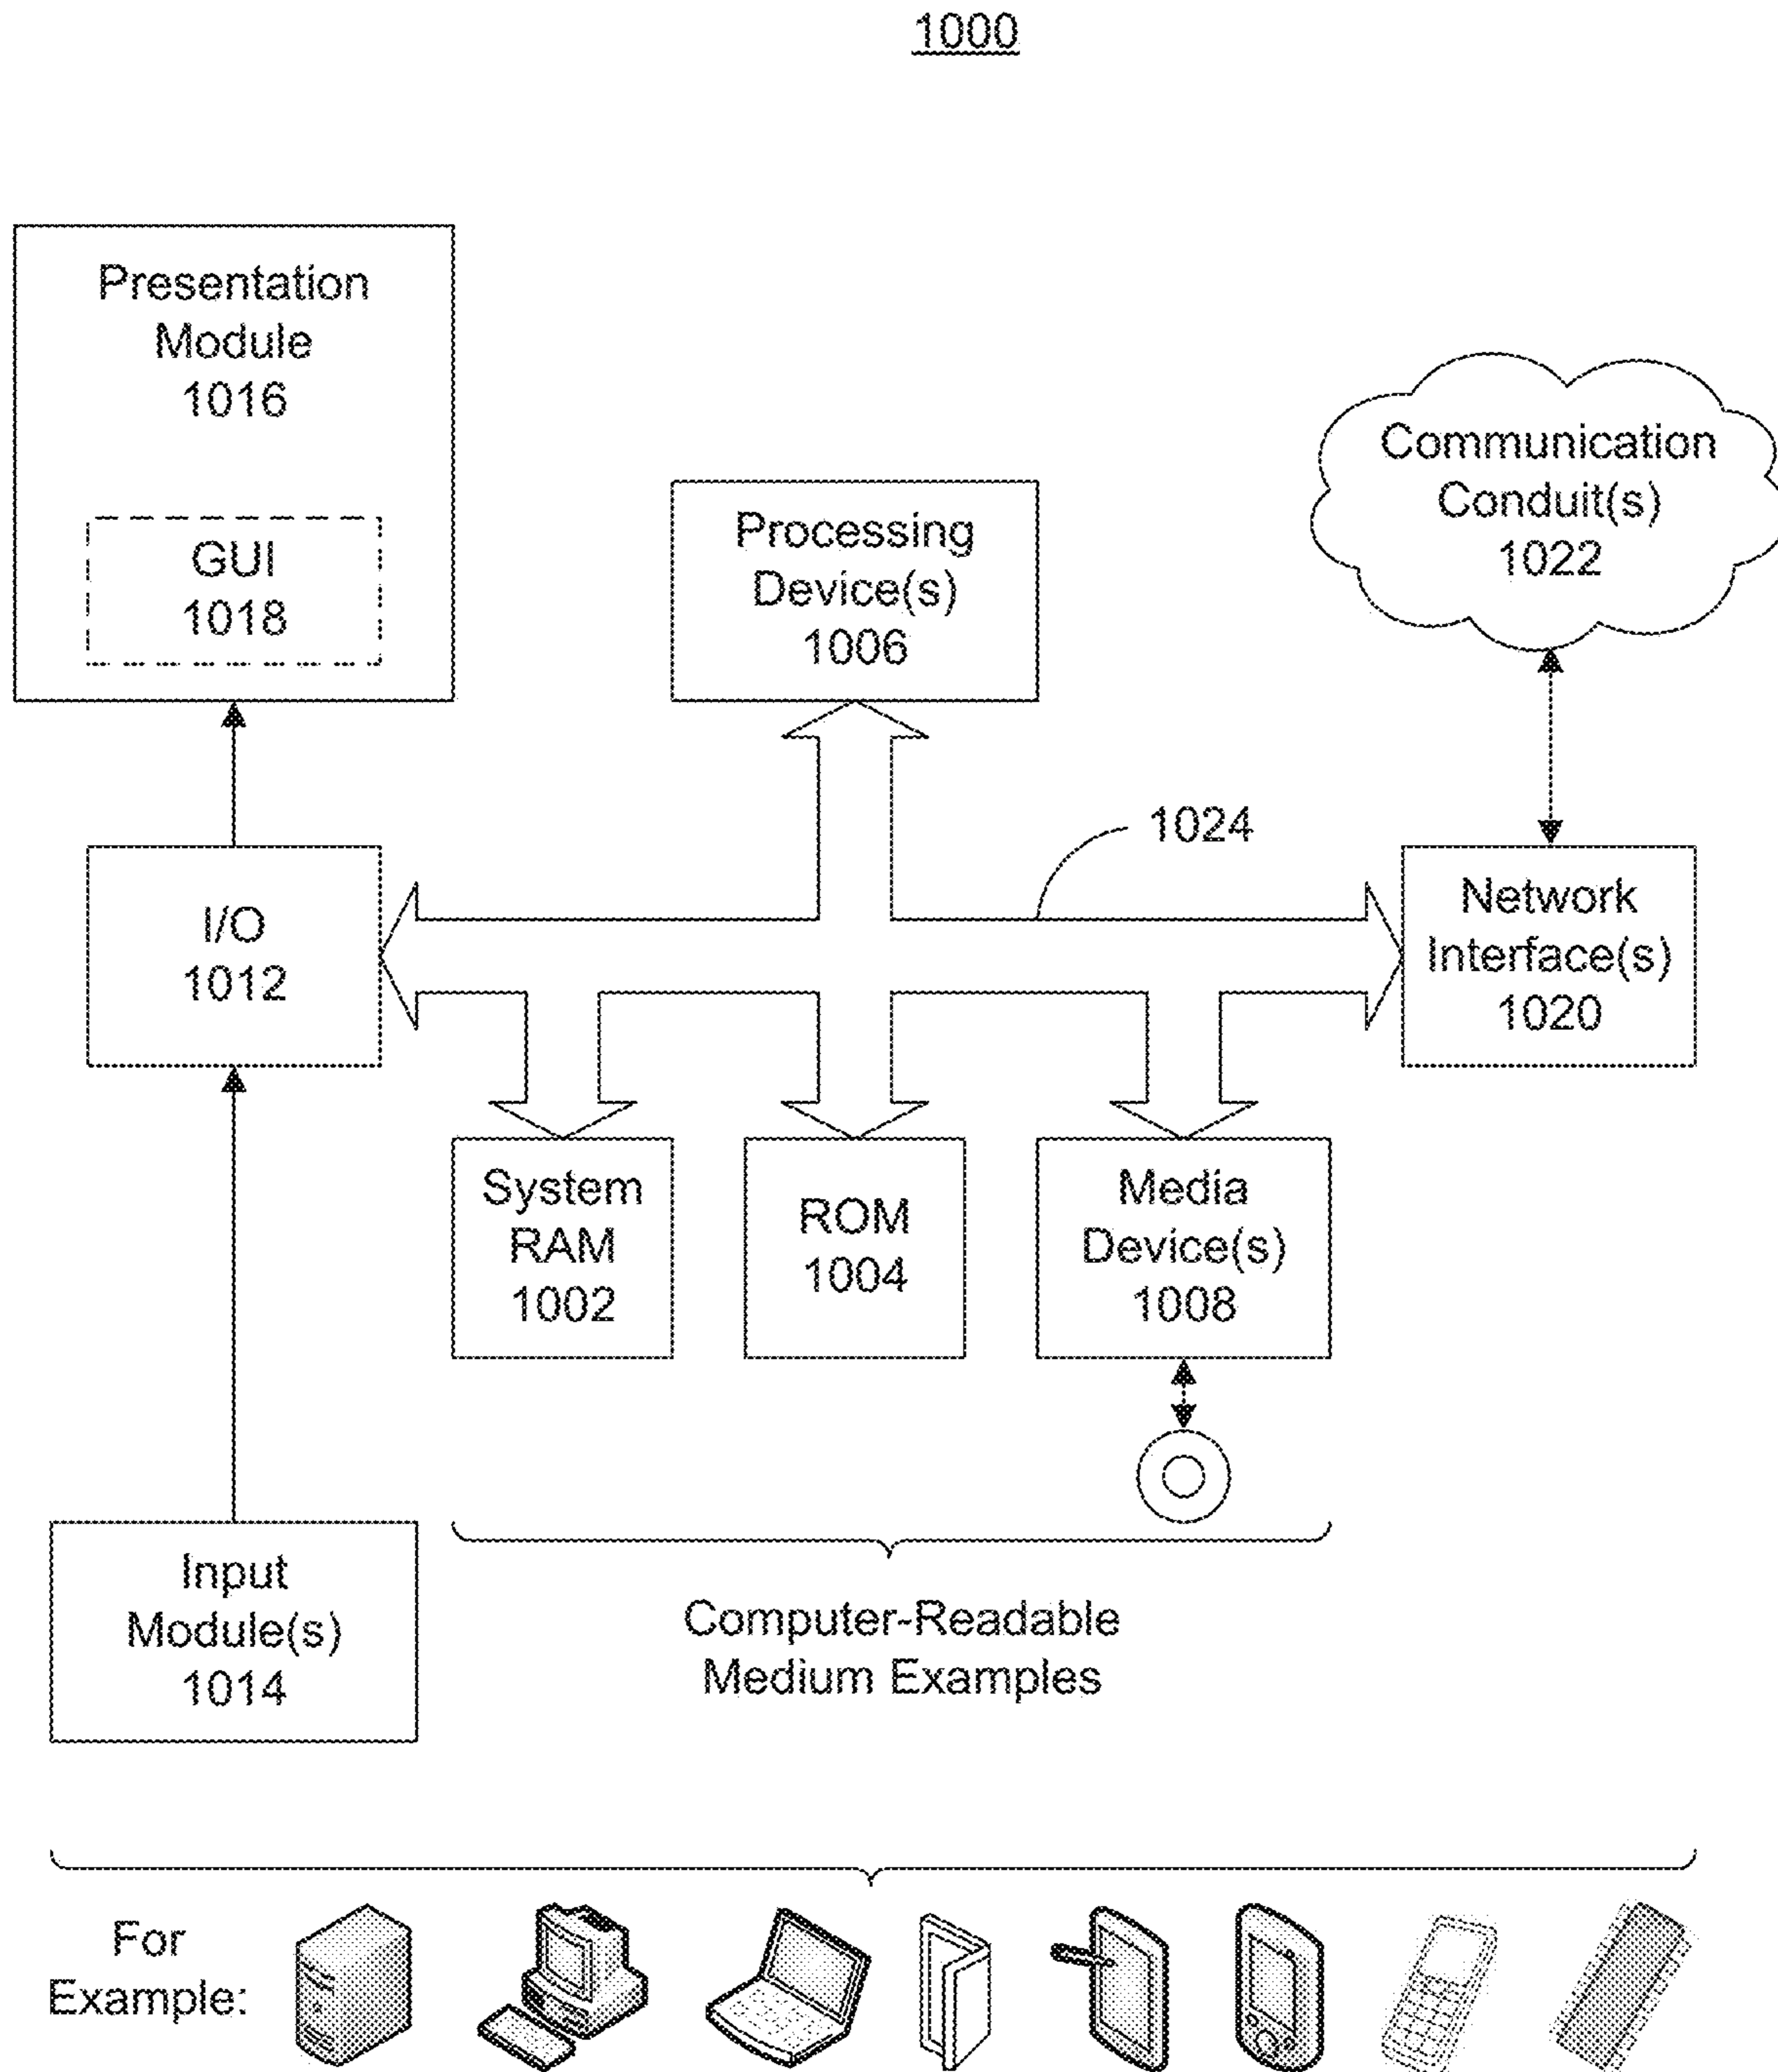 1000
Presentation
Module
1016
GUI
1018
Processing
Device(s)
1006
Communication
Conduit(s)
1022
1024
I/O
1012
Network
Interface(s)
1020
System
RAM
1002
ROM
1004
Media
Device(s)
1008
Input
Module(s)
1014
Computer-Readable
Medium Examples
For
Example: